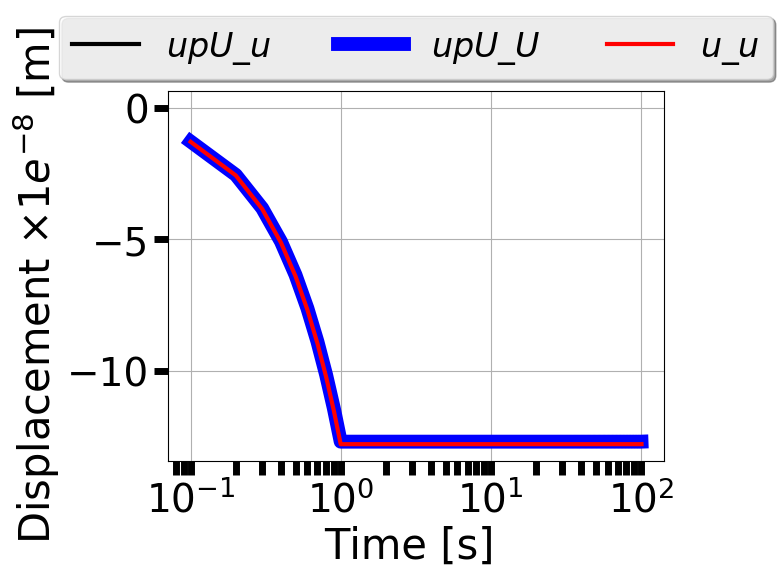 upU_u upU_U u_u
Displacement ×1e⁻⁸ [m]
0
−5
−10
10⁻¹ 10⁰ 10¹ 10²
Time [s]